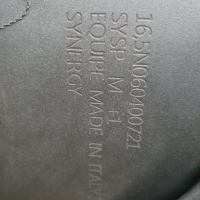 16,5N060400721
SYSP - M +1
EQUIPE MADE IN ITALY
SYNERGY